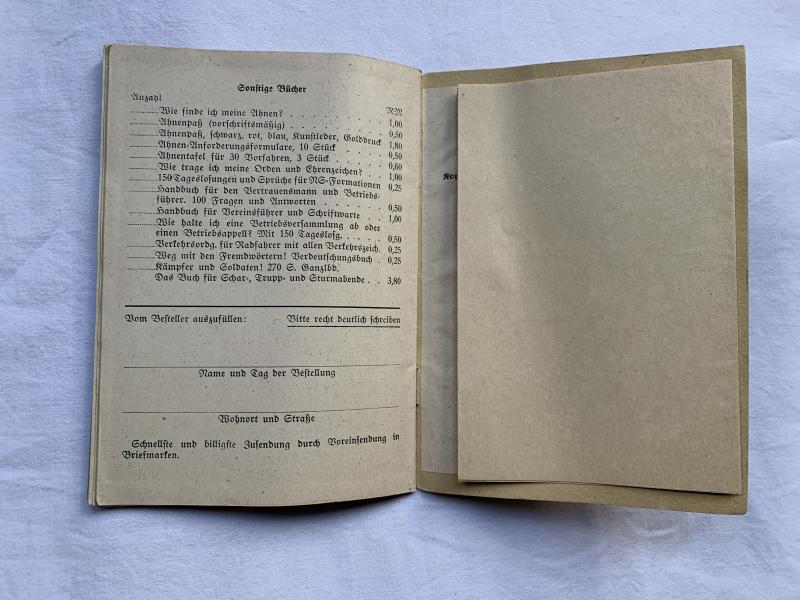 Sonstige Bücher
Anzahl RM
Wie finde ich meine Ahnen? . . . . . . . . 1,00
Ahnenpaß (vorschriftsmäßig) . . . . . . . 0,50
Ahnenpaß, schwarz, rot, blau, Kunstleder, Golddruck 1,80
Ahnen-Anforderungsformulare, 10 Stück . . . . 0,50
Ahnentafel für 30 Vorfahren, 3 Stück . . . . . 0,60
Wie trage ich meine Orden und Ehrenzeichen? . . 1,00
150 Tageslosungen und Sprüche für NS-Formationen 0,25
Handbuch für den Vertrauensmann und Betriebs-
führer. 100 Fragen und Antworten . . . . . 0,50
Handbuch für Vereinsführer und Schriftwarte . . 1,00
Wie halte ich eine Betriebsversammlung ab oder
einen Betriebsappell? Mit 150 Tageslosg. . . . . 0,50
Verkehrsordg. für Radfahrer mit allen Verkehrszeich. 0,25
Weg mit den Fremdwörtern! Verdeutschungsbuch . 0,25
Kämpfer und Soldaten! 270 S. Ganzlbd.
Das Buch für Schar-, Trupp- und Sturmabende . . 3,80
Vom Besteller auszufüllen: Bitte recht deutlich schreiben
Name und Tag der Bestellung
Wohnort und Straße
Schnellste und billigste Zusendung durch Voreinsendung in
Briefmarken.